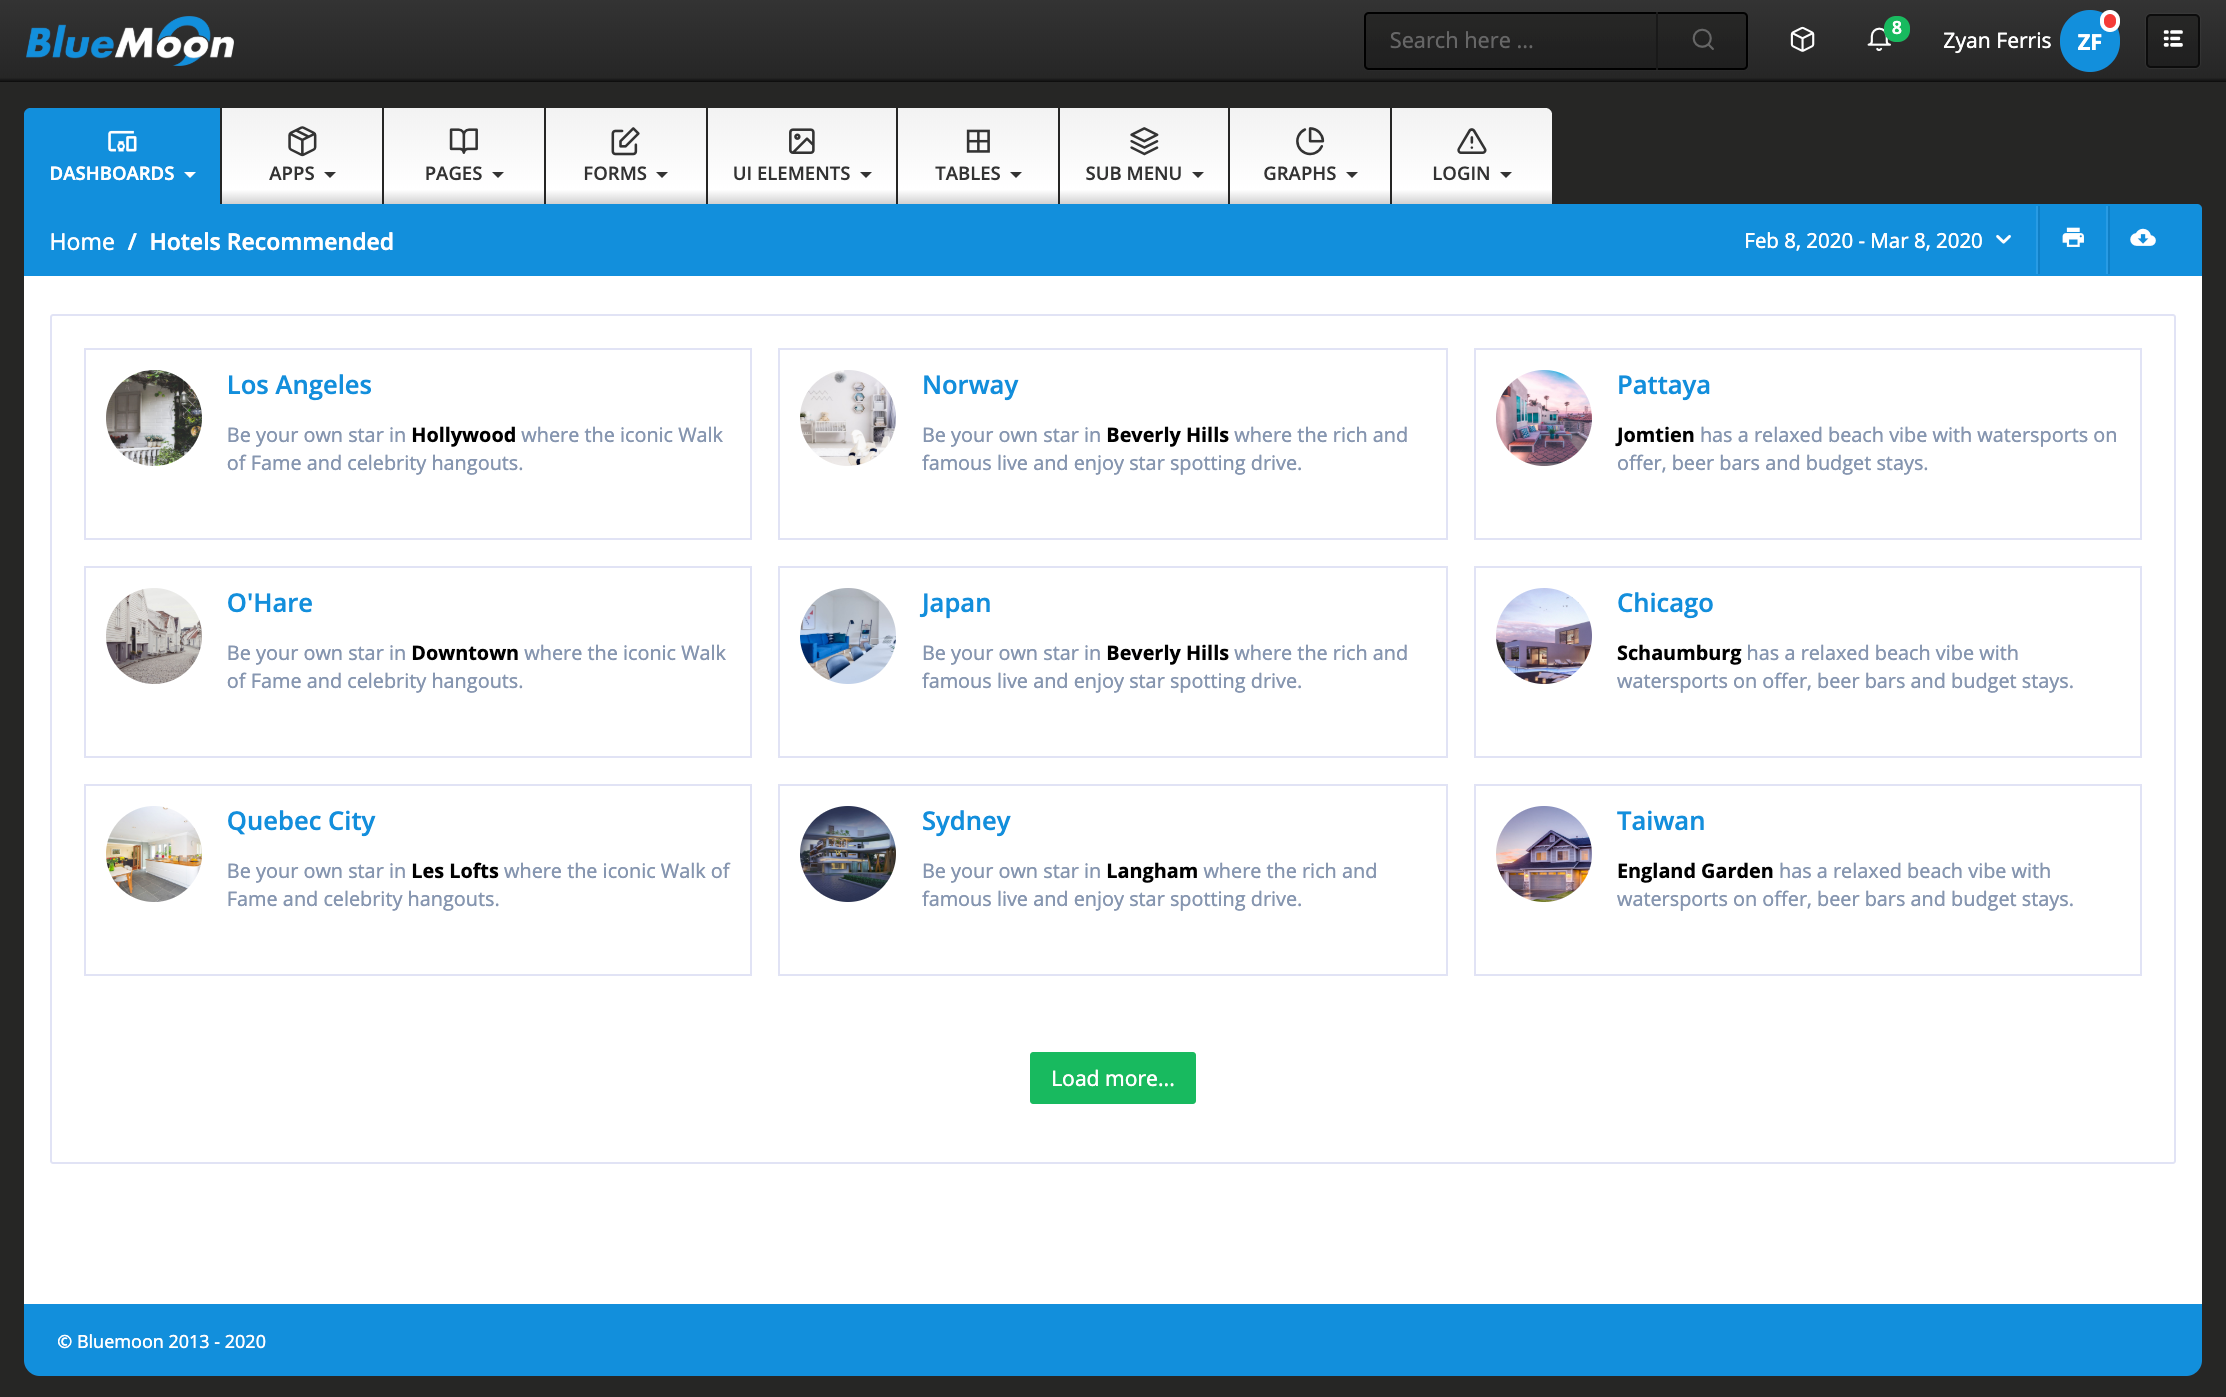 BlueMoon
Search here ...
8
Zyan Ferris
ZF
DASHBOARDS
APPS
PAGES
FORMS
UI ELEMENTS
TABLES
SUB MENU
GRAPHS
LOGIN
Home / Hotels Recommended
Feb 8, 2020 - Mar 8, 2020
Los Angeles
Be your own star in Hollywood where the iconic Walk
of Fame and celebrity hangouts.
Norway
Be your own star in Beverly Hills where the rich and
famous live and enjoy star spotting drive.
Pattaya
Jomtien has a relaxed beach vibe with watersports on
offer, beer bars and budget stays.
O'Hare
Be your own star in Downtown where the iconic Walk
of Fame and celebrity hangouts.
Japan
Be your own star in Beverly Hills where the rich and
famous live and enjoy star spotting drive.
Chicago
Schaumburg has a relaxed beach vibe with
watersports on offer, beer bars and budget stays.
Quebec City
Be your own star in Les Lofts where the iconic Walk of
Fame and celebrity hangouts.
Sydney
Be your own star in Langham where the rich and
famous live and enjoy star spotting drive.
Taiwan
England Garden has a relaxed beach vibe with
watersports on offer, beer bars and budget stays.
Load more...
© Bluemoon 2013 - 2020